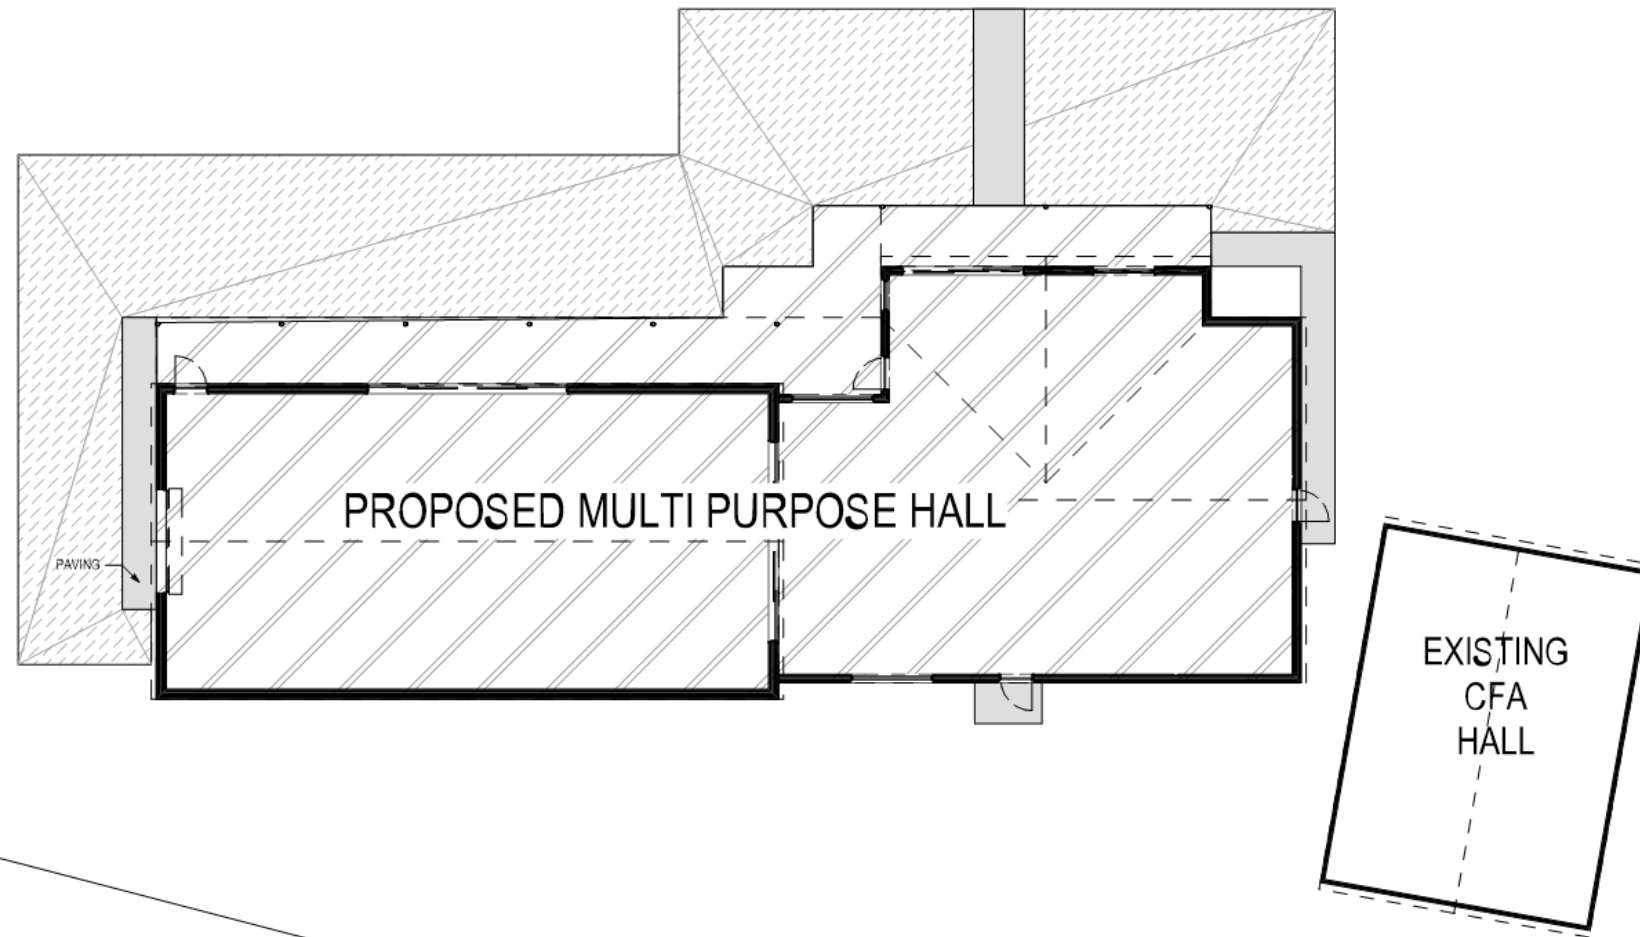 PROPOSED MULTI PURPOSE HALL
PAVING
EXISTING
CFA
HALL